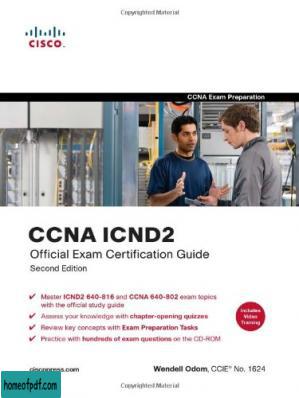 Copyrighted Material
CISCO.
CCNA Exam Preparation
CCNA ICND2
Official Exam Certification Guide
Second Edition
✔ Master ICND2 640-816 and CCNA 640-802 exam topics
with the official study guide
✔ Assess your knowledge with chapter-opening quizzes
✔ Review key concepts with Exam Preparation Tasks
✔ Practice with hundreds of exam questions on the CD-ROM
Includes
Video
Training
ciscopress.com
Wendell Odom, CCIE® No. 1624
homeofpdf.com
Copyrighted Material